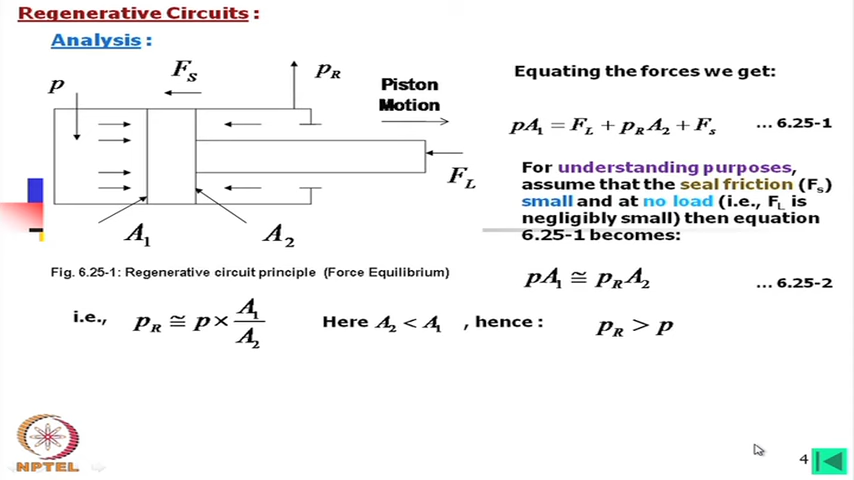 Regenerative Circuits :
Analysis :
p
F_S
p_R
Piston
Motion
F_L
A_1
A_2
Fig. 6.25-1: Regenerative circuit principle (Force Equilibrium)
Equating the forces we get:
pA_1 = F_L + p_R A_2 + F_s ... 6.25-1
For understanding purposes,
assume that the seal friction (F_s)
small and at no load (i.e., F_L is
negligibly small) then equation
6.25-1 becomes:
pA_1 ≅ p_R A_2 ... 6.25-2
i.e., p_R ≅ p × A_1 / A_2 Here A_2 < A_1 , hence : p_R > p
NPTEL
4